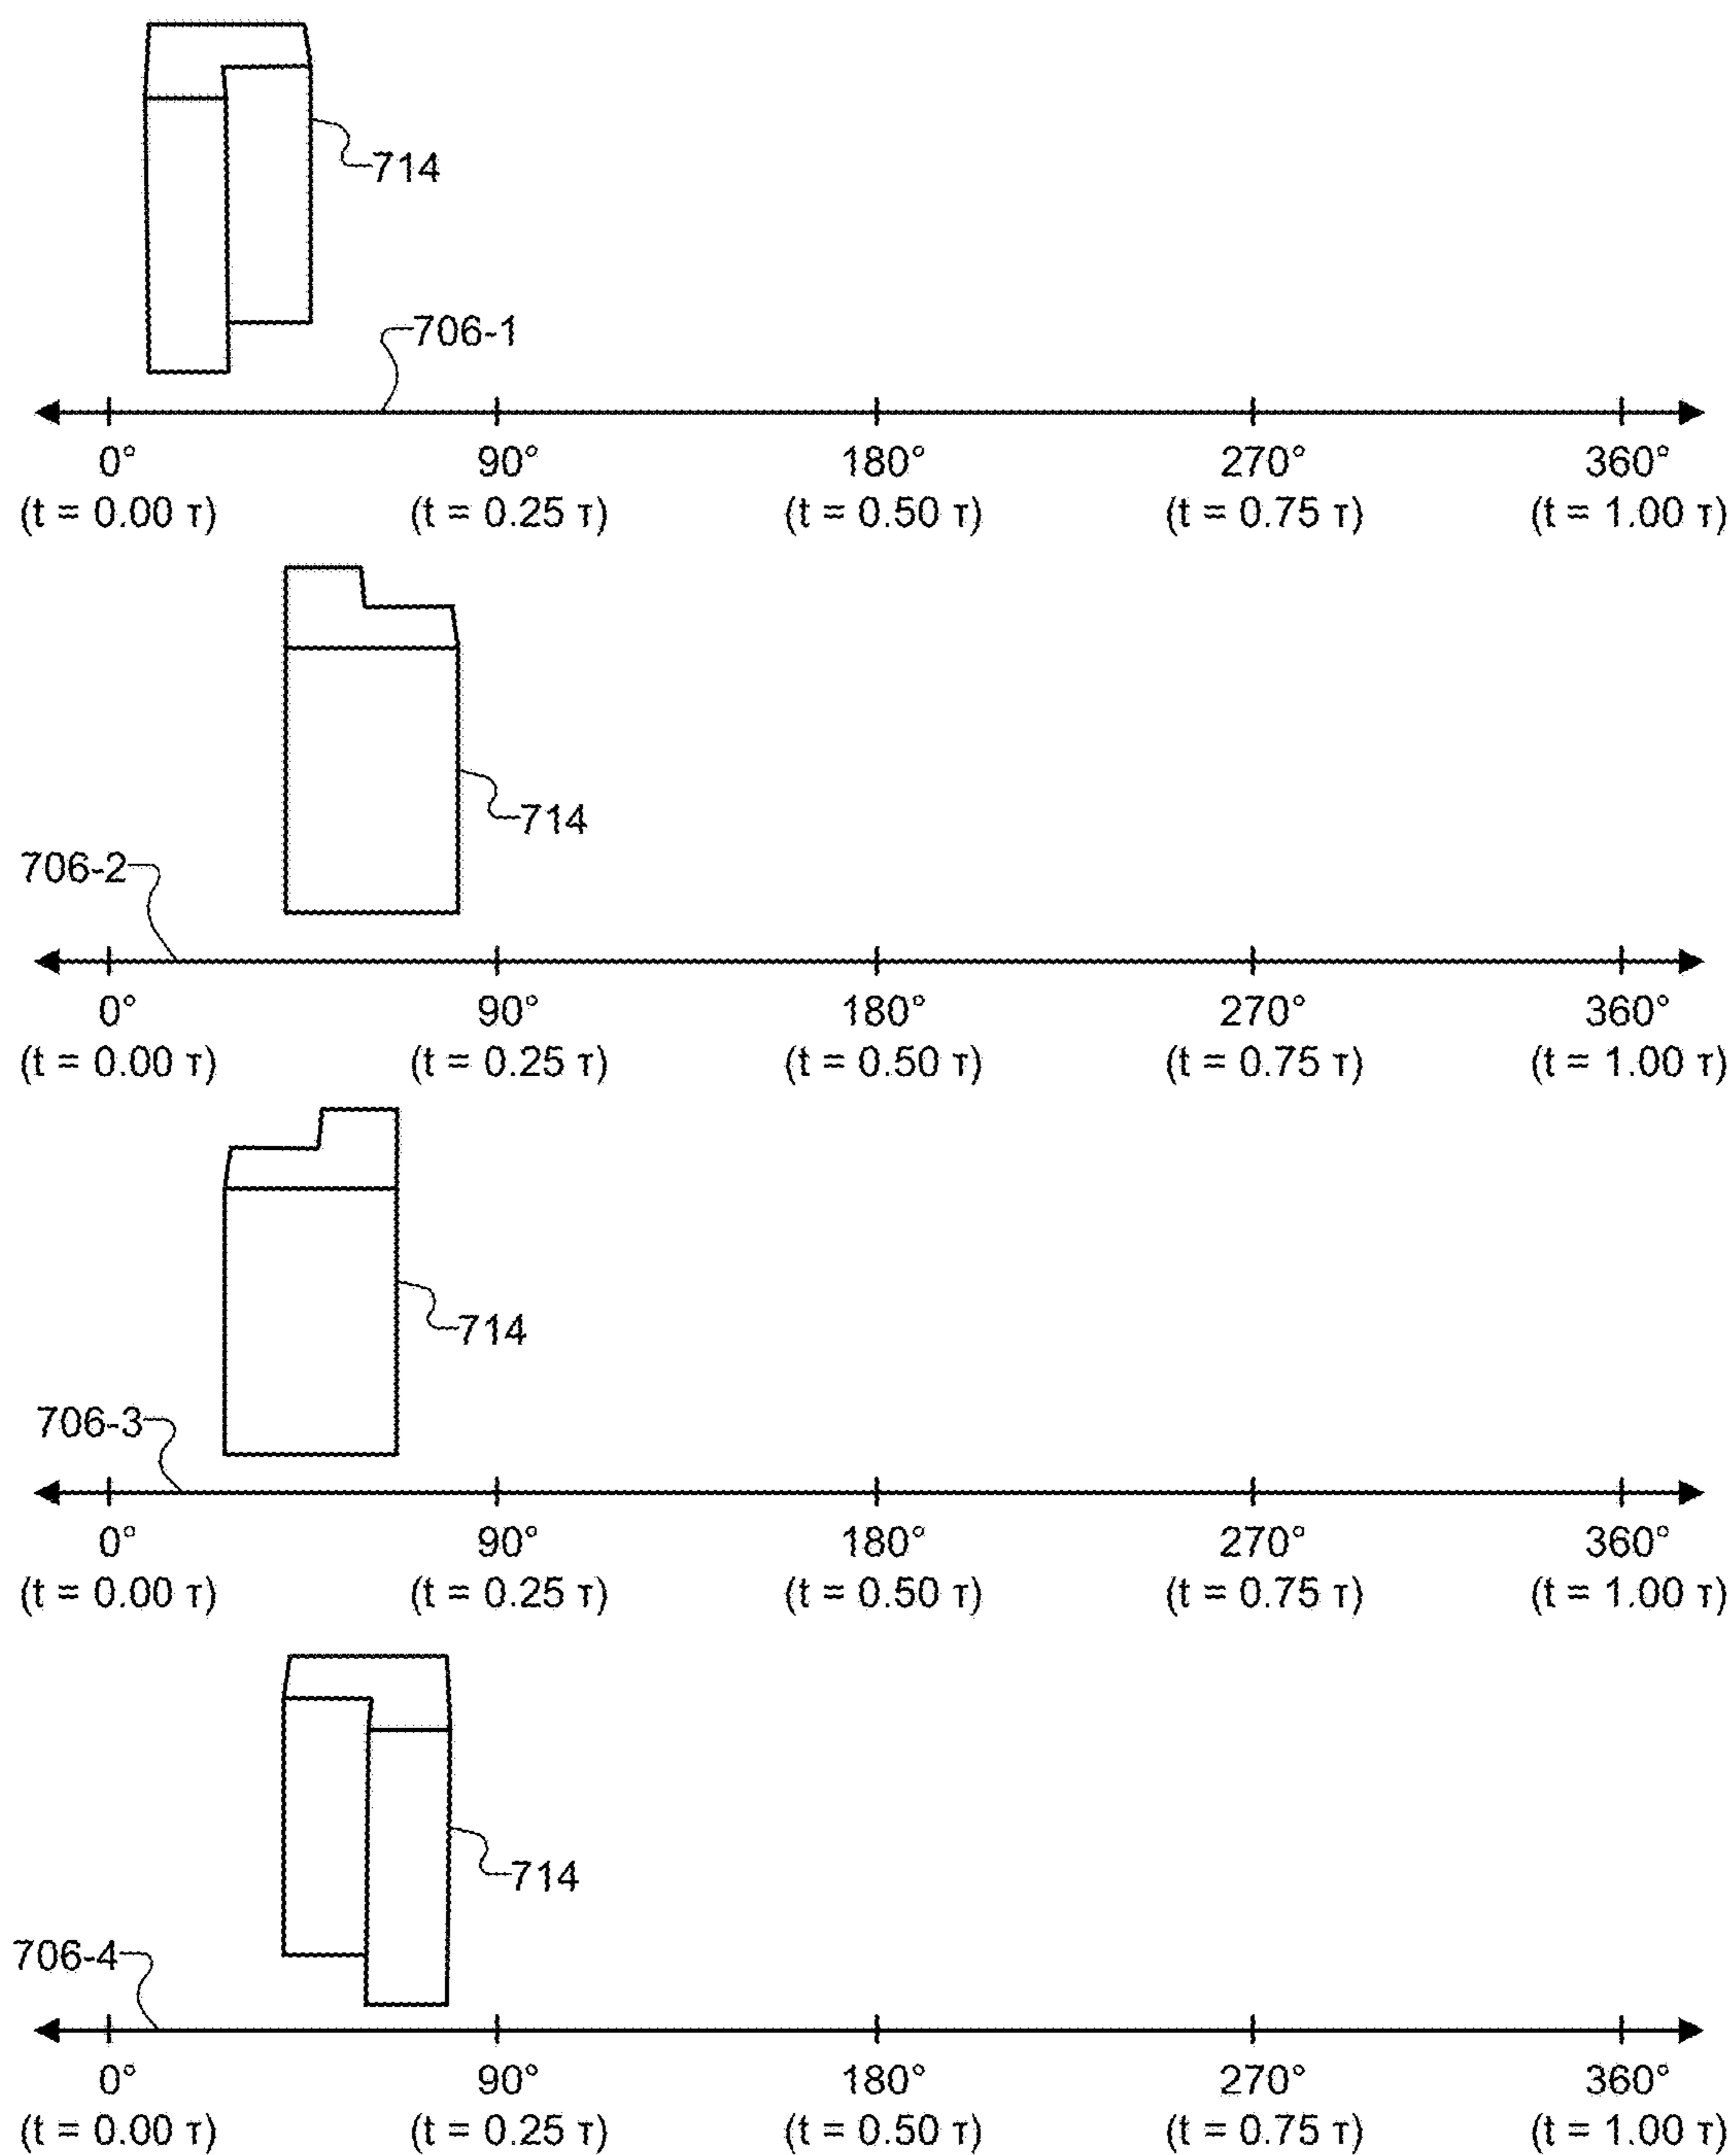 714
706-1
0° 90° 180° 270° 360°
(t = 0.00 τ) (t = 0.25 τ) (t = 0.50 τ) (t = 0.75 τ) (t = 1.00 τ)
714
706-2
0° 90° 180° 270° 360°
(t = 0.00 τ) (t = 0.25 τ) (t = 0.50 τ) (t = 0.75 τ) (t = 1.00 τ)
714
706-3
0° 90° 180° 270° 360°
(t = 0.00 τ) (t = 0.25 τ) (t = 0.50 τ) (t = 0.75 τ) (t = 1.00 τ)
714
706-4
0° 90° 180° 270° 360°
(t = 0.00 τ) (t = 0.25 τ) (t = 0.50 τ) (t = 0.75 τ) (t = 1.00 τ)